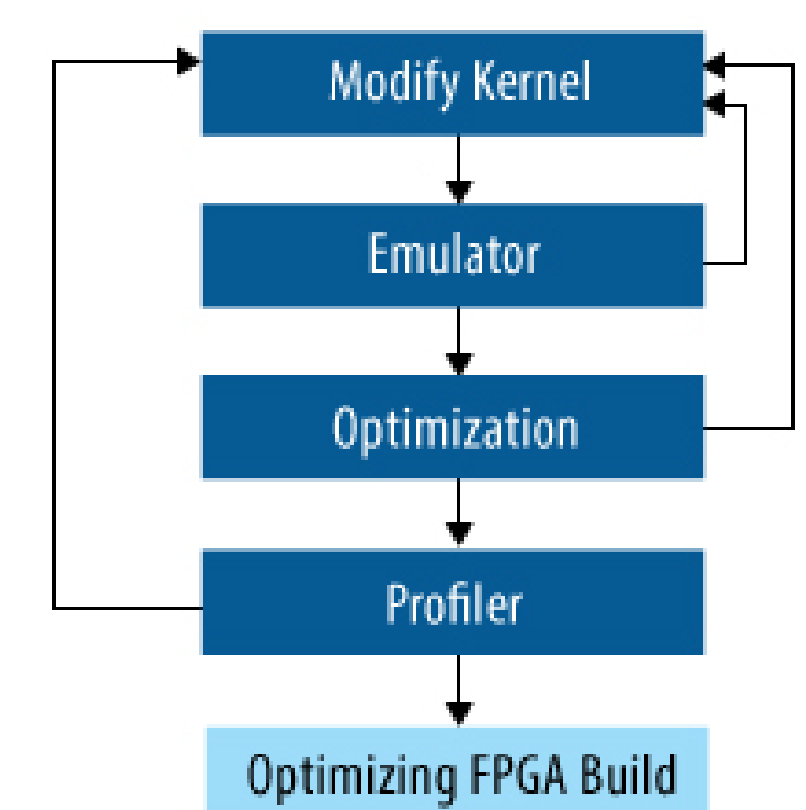 Modify Kernel
Emulator
Optimization
Profiler
Optimizing FPGA Build